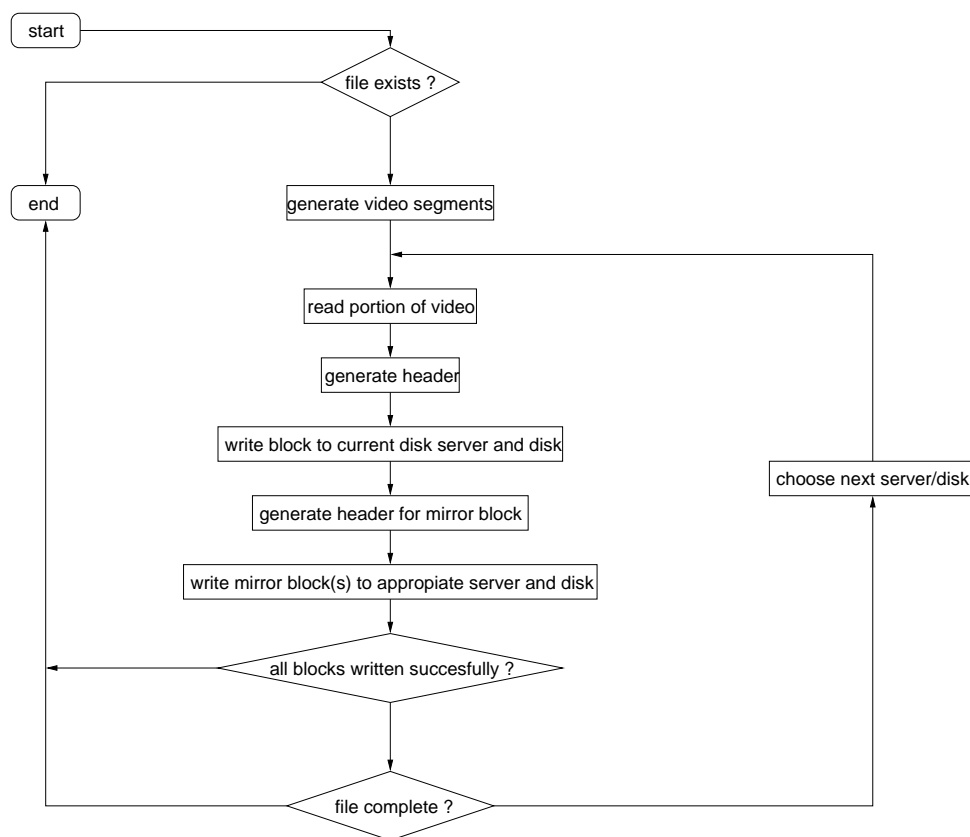 start
file exists ?
end
generate video segments
read portion of video
generate header
write block to current disk server and disk
choose next server/disk
generate header for mirror block
write mirror block(s) to appropiate server and disk
all blocks written succesfully ?
file complete ?